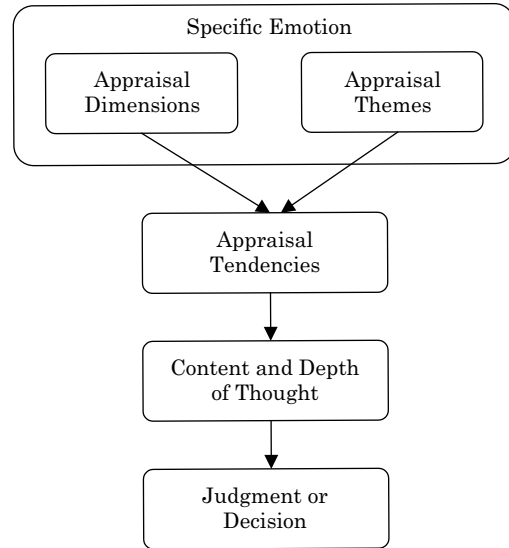 Specific Emotion
Appraisal
Dimensions
Appraisal
Themes
Appraisal
Tendencies
Content and Depth
of Thought
Judgment or
Decision